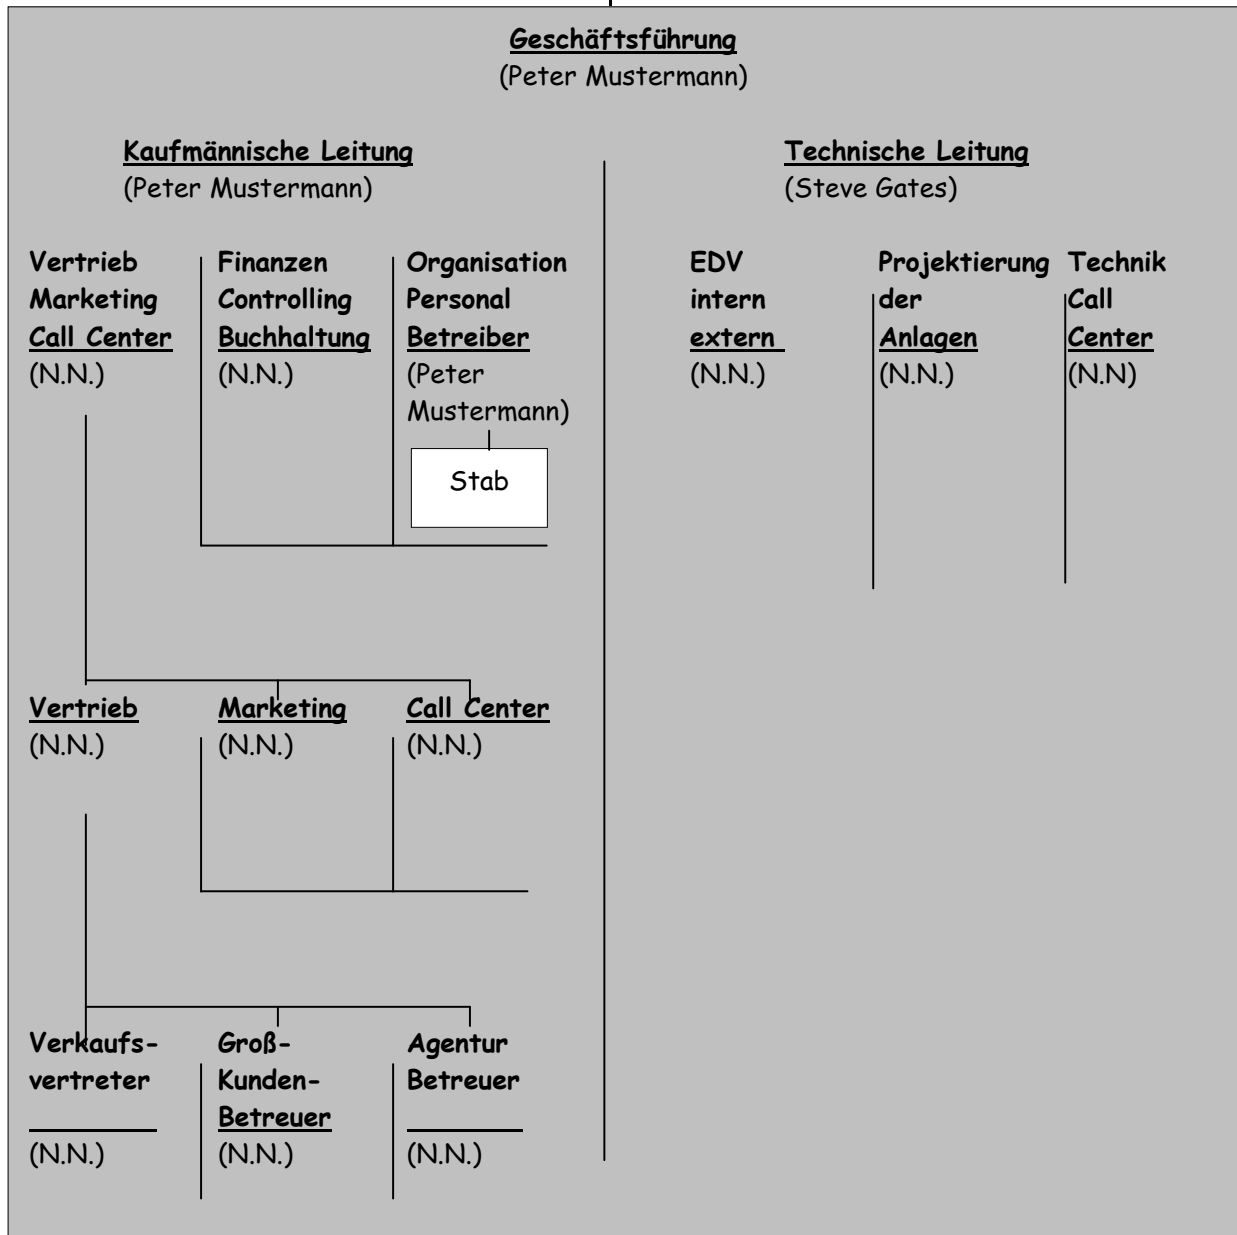 Geschäftsführung
(Peter Mustermann)
Kaufmännische Leitung
(Peter Mustermann)
Technische Leitung
(Steve Gates)
Vertrieb
Marketing
Call Center
(N.N.)
Finanzen
Controlling
Buchhaltung
(N.N.)
Organisation
Personal
Betreiber
(Peter
Mustermann)
Stab
EDV
intern
extern
(N.N.)
Projektierung
der
Anlagen
(N.N.)
Technik
Call
Center
(N.N)
Vertrieb
(N.N.)
Marketing
(N.N.)
Call Center
(N.N.)
Verkaufs-
vertreter
(N.N.)
Groß-
Kunden-
Betreuer
(N.N.)
Agentur
Betreuer
(N.N.)